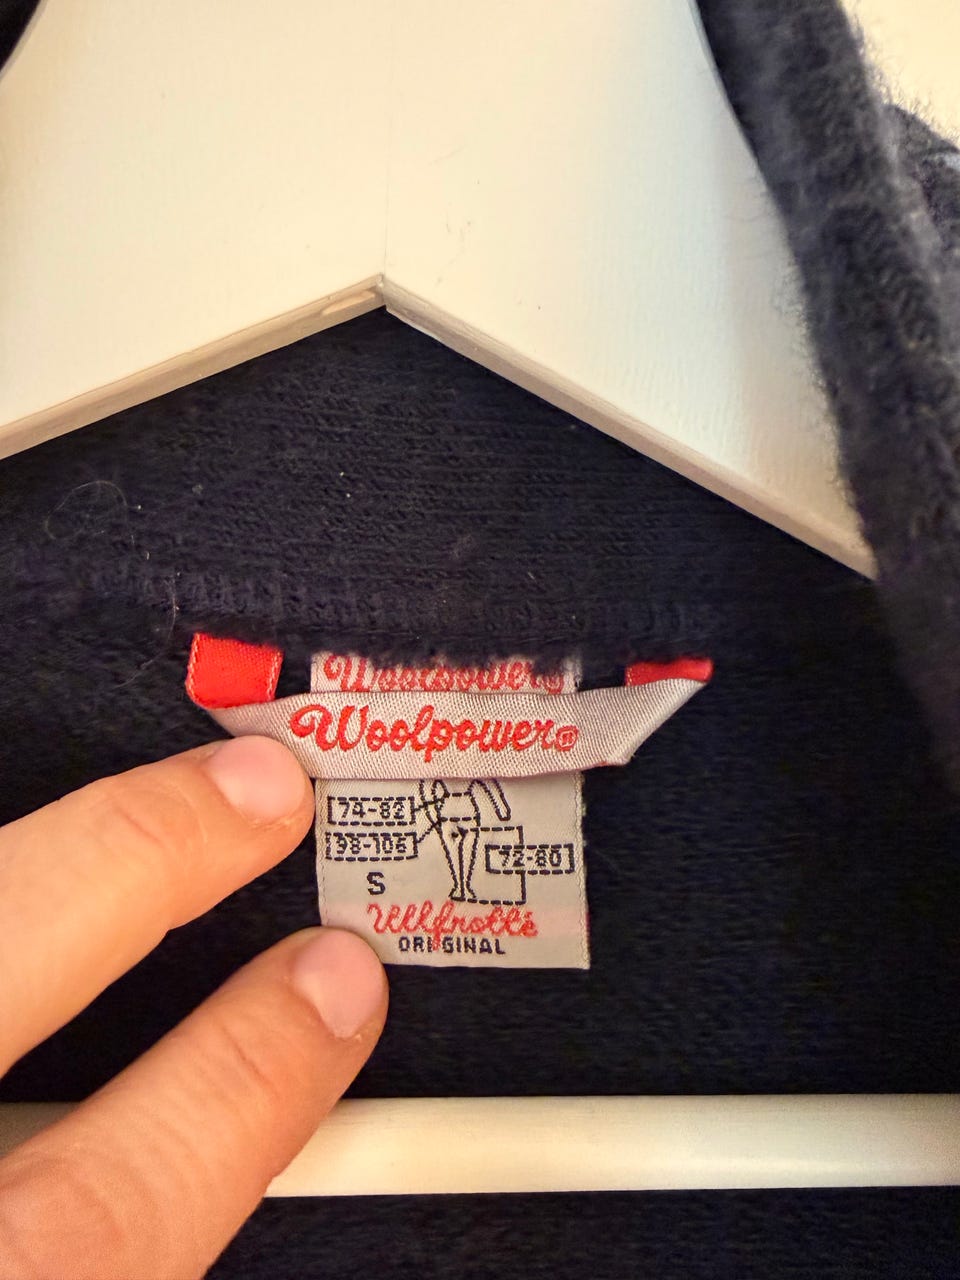 Woolpower®
Woolpower®
74-82
98-106
72-80
S
Ullfrotté
ORIGINAL